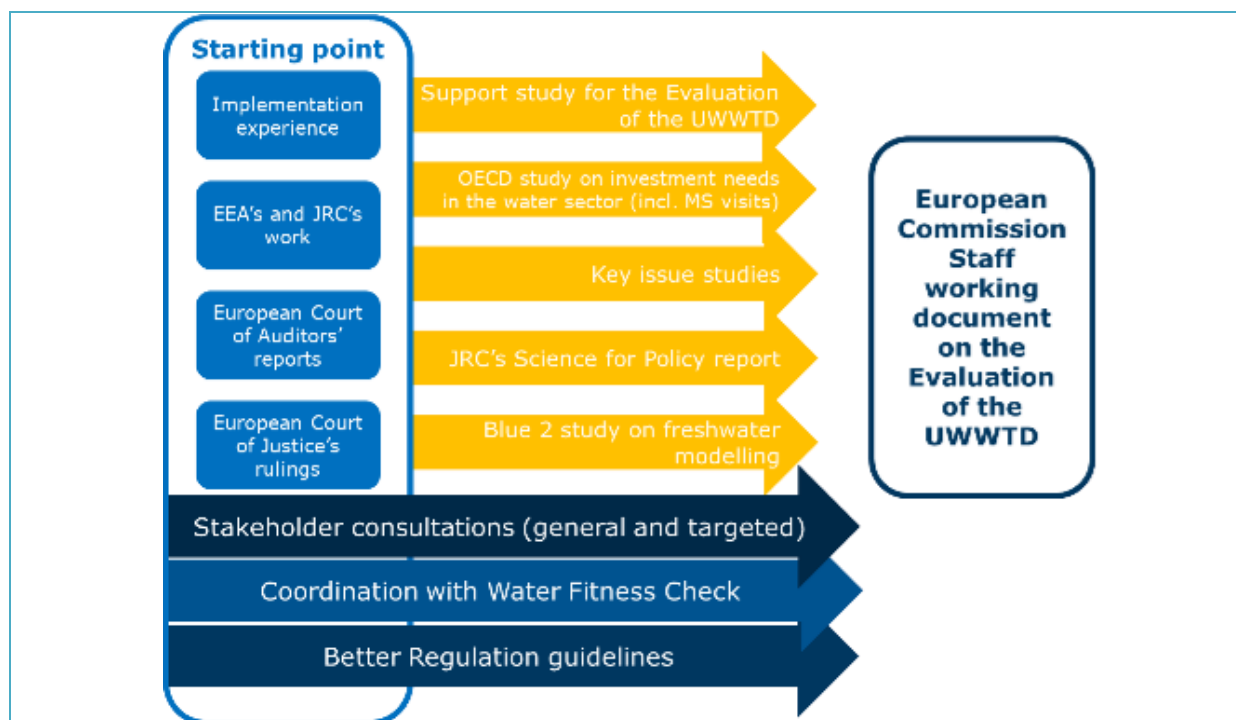 Starting point
Implementation
experience
EEA's and JRC's
work
European Court
of Auditors'
reports
European Court
of Justice's
rulings
Support study for the Evaluation
of the UWWTD
OECD study on investment needs
in the water sector (incl. MS visits)
Key issue studies
JRC's Science for Policy report
Blue 2 study on freshwater
modelling
Stakeholder consultations (general and targeted)
Coordination with Water Fitness Check
Better Regulation guidelines
European
Commission
Staff
working
document
on the
Evaluation
of the
UWWTD